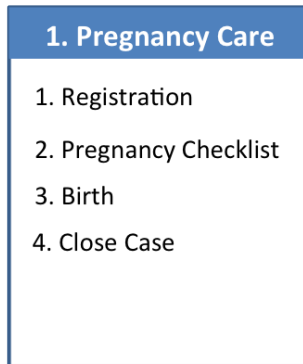 1. Pregnancy Care
1. Registration
2. Pregnancy Checklist
3. Birth
4. Close Case